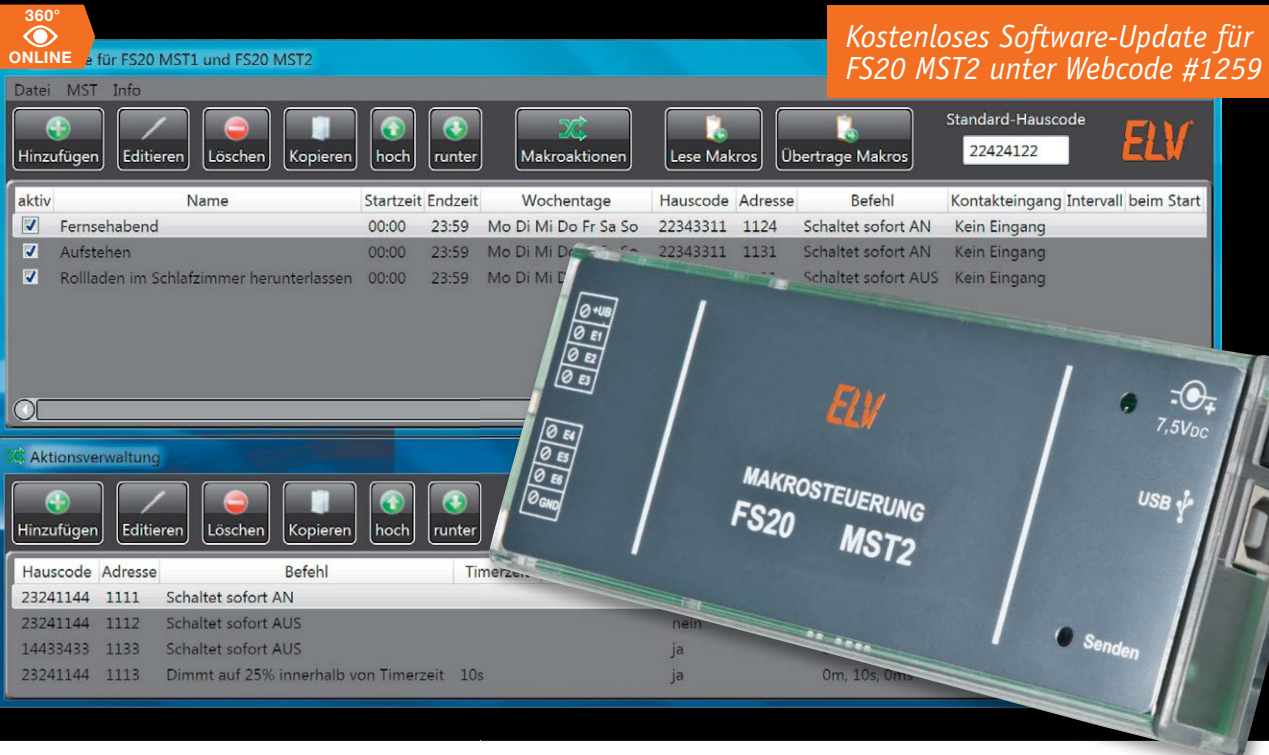 360°
ONLINE
Kostenloses Software-Update für
FS20 MST2 unter Webcode #1259
für FS20 MST1 und FS20 MST2
Datei MST Info
Hinzufügen Editieren Löschen Kopieren hoch runter Makroaktionen Lese Makros Übertrage Makros
Standard-Hauscode
22424122
ELV
aktiv Name Startzeit Endzeit Wochentage Hauscode Adresse Befehl Kontakteingang Intervall beim Start
Fernsehabend 00:00 23:59 Mo Di Mi Do Fr Sa So 22343311 1124 Schaltet sofort AN Kein Eingang
Aufstehen 00:00 23:59 Mo Di Mi So 22343311 1131 Schaltet sofort AN Kein Eingang
Rollladen im Schlafzimmer herunterlassen 00:00 23:59 Mo Di Mi Schaltet sofort AUS Kein Eingang
Aktionsverwaltung
Hinzufügen Editieren Löschen Kopieren hoch runter
Hauscode Adresse Befehl Timerzeit
23241144 1111 Schaltet sofort AN
23241144 1112 Schaltet sofort AUS nein
14433433 1133 Schaltet sofort AUS ja
23241144 1113 Dimmt auf 25% innerhalb von Timerzeit 10s ja 0m, 10s, 0ms
+UB
E1
E2
E3
E4
E5
E6
GND
ELV
MAKROSTEUERUNG
FS20 MST2
7,5VDC
USB
Senden